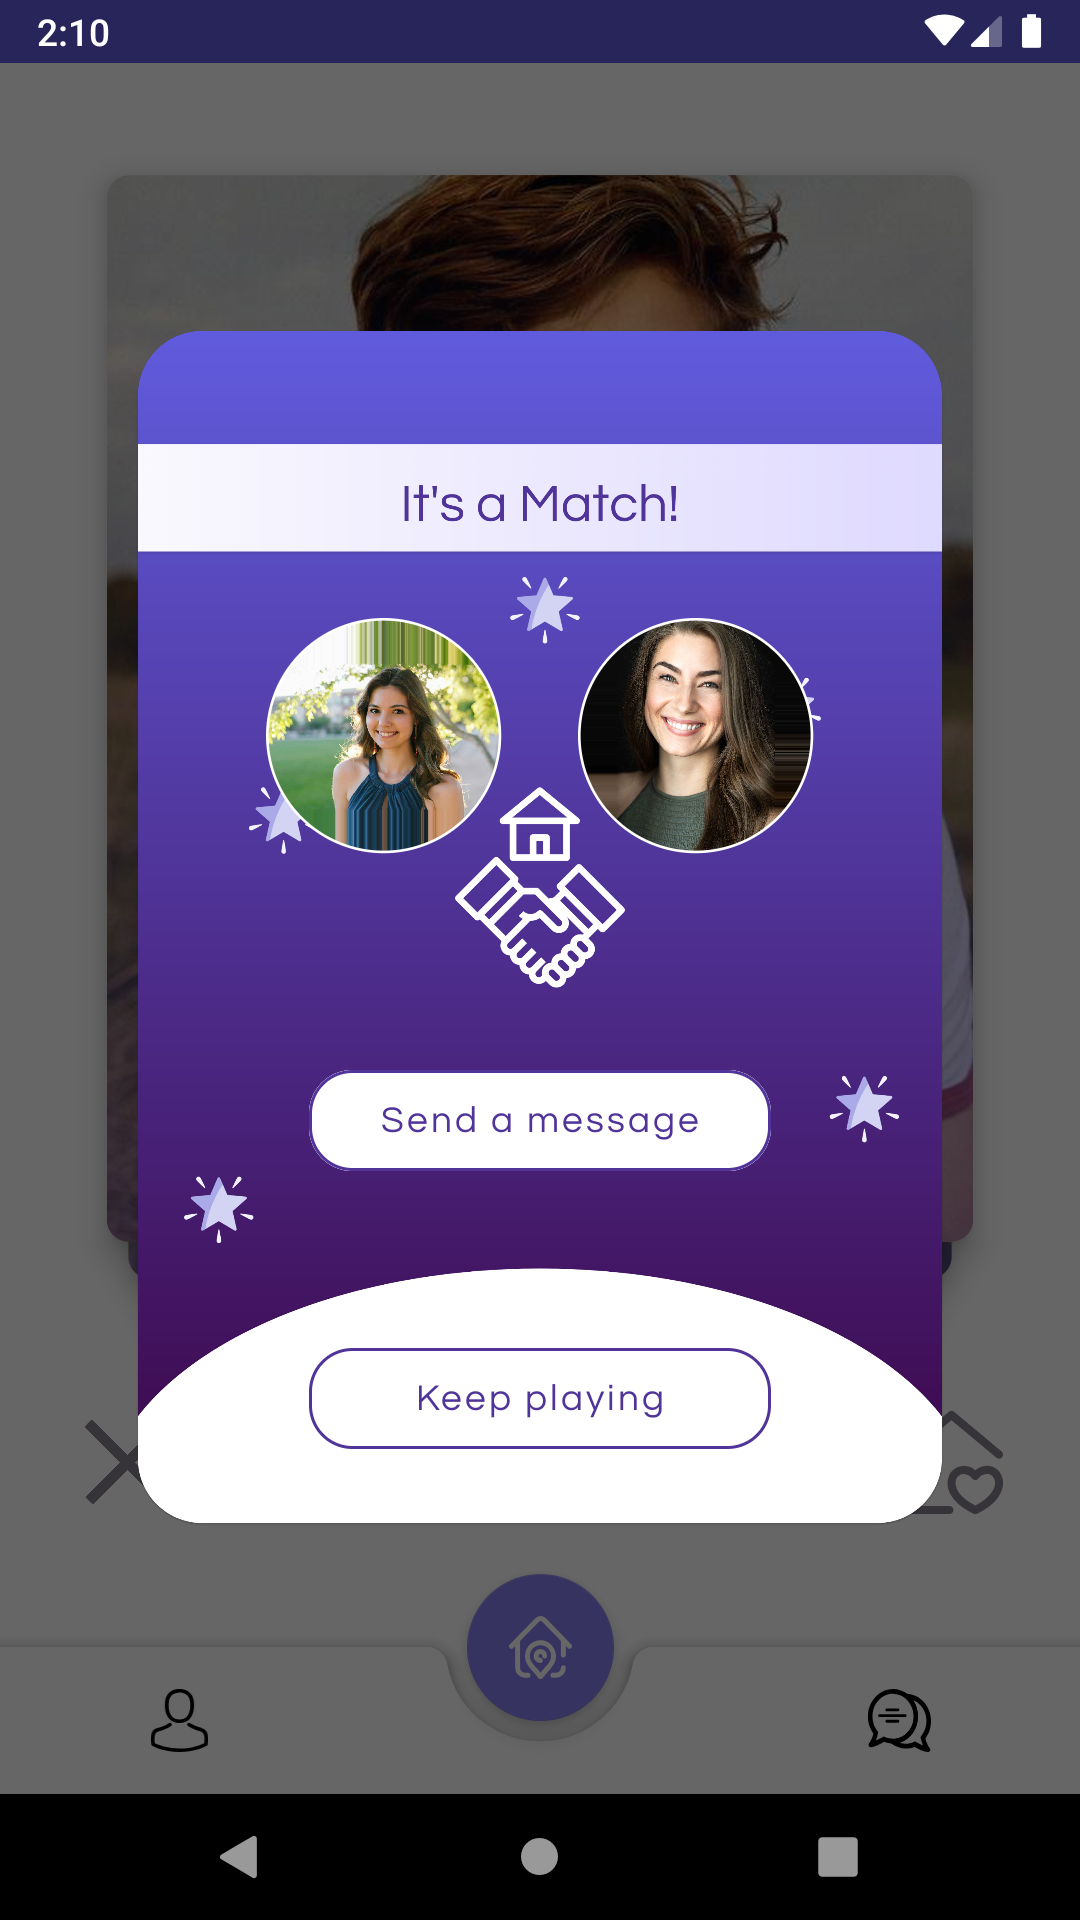 2:10
It's a Match!
Send a message
Keep playing